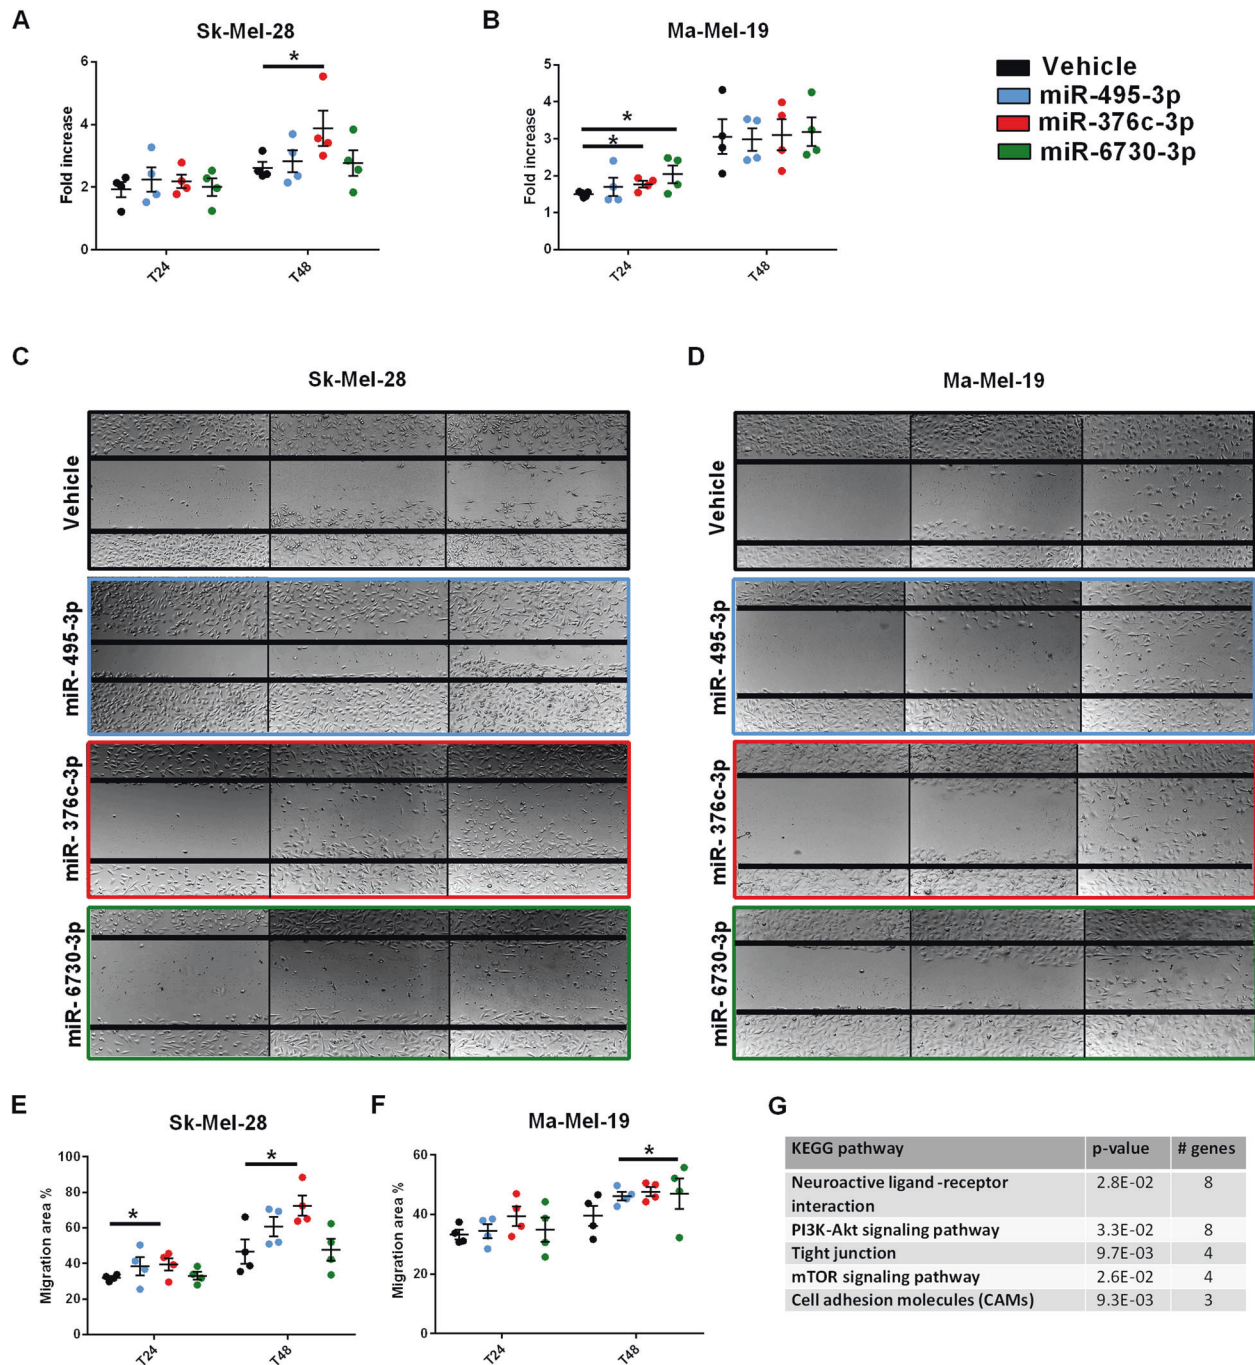 A
Sk-Mel-28
Fold increase
6
4
2
0
*
T24
T48
B
Ma-Mel-19
Fold increase
5
4
3
2
1
0
*
*
T24
T48
Vehicle
miR-495-3p
miR-376c-3p
miR-6730-3p
C
Sk-Mel-28
Vehicle
miR- 495-3p
miR- 376c-3p
miR- 6730-3p
D
Ma-Mel-19
Vehicle
miR- 495-3p
miR- 376c-3p
miR- 6730-3p
E
Sk-Mel-28
Migration area %
100
80
60
40
20
0
*
*
T24
T48
F
Ma-Mel-19
Migration area %
60
40
20
0
*
T24
T48
G
KEGG pathway p-value # genes
Neuroactive ligand -receptor
interaction 2.8E-02 8
PI3K-Akt signaling pathway 3.3E-02 8
Tight junction 9.7E-03 4
mTOR signaling pathway 2.6E-02 4
Cell adhesion molecules (CAMs) 9.3E-03 3